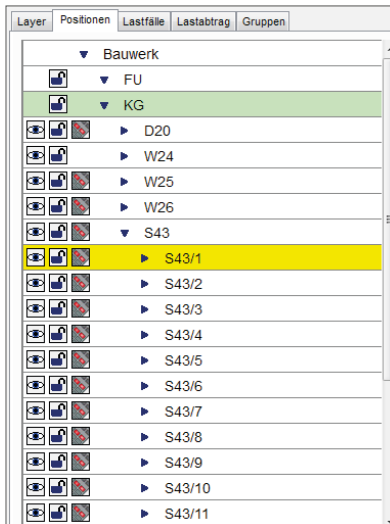 Layer Positionen Lastfälle Lastabtrag Gruppen
Bauwerk
FU
KG
D20
W24
W25
W26
S43
S43/1
S43/2
S43/3
S43/4
S43/5
S43/6
S43/7
S43/8
S43/9
S43/10
S43/11